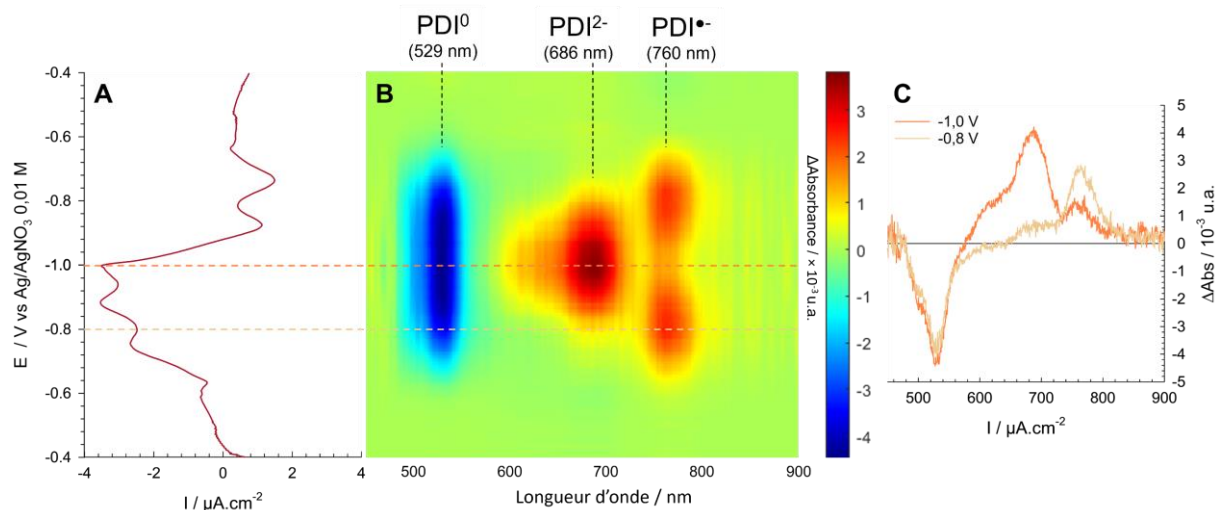 PDI⁰ PDI²⁻ PDI•⁻
(529 nm) (686 nm) (760 nm)
A
-0.4
-0.6
-0.8
-1.0
-0.8
-0.6
-0.4
E / V vs Ag/AgNO₃ 0,01 M
-4 -2 0 2 4
I / µA.cm⁻²
B
500 600 700 800 900
Longueur d'onde / nm
3
2
1
0
-1
-2
-3
-4
ΔAbsorbance / × 10⁻³ u.a.
C
-1,0 V
-0,8 V
5
4
3
2
1
0
-1
-2
-3
-4
-5
ΔAbs / 10⁻³ u.a.
500 600 700 800 900
I / µA.cm⁻²